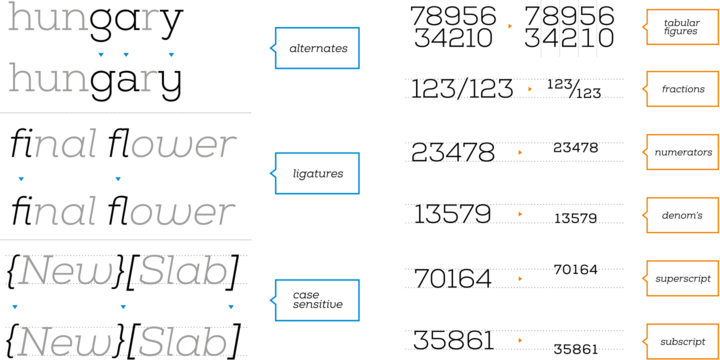 hungary
alternates
hungary
final flower
ligatures
final flower
{New}[Slab]
case
sensitive
{New}[Slab]
78956
34210
78956
34210
tabular
figures
123/123
123/123
fractions
23478
23478
numerators
13579
13579
denom's
70164
70164
superscript
35861
35861
subscript